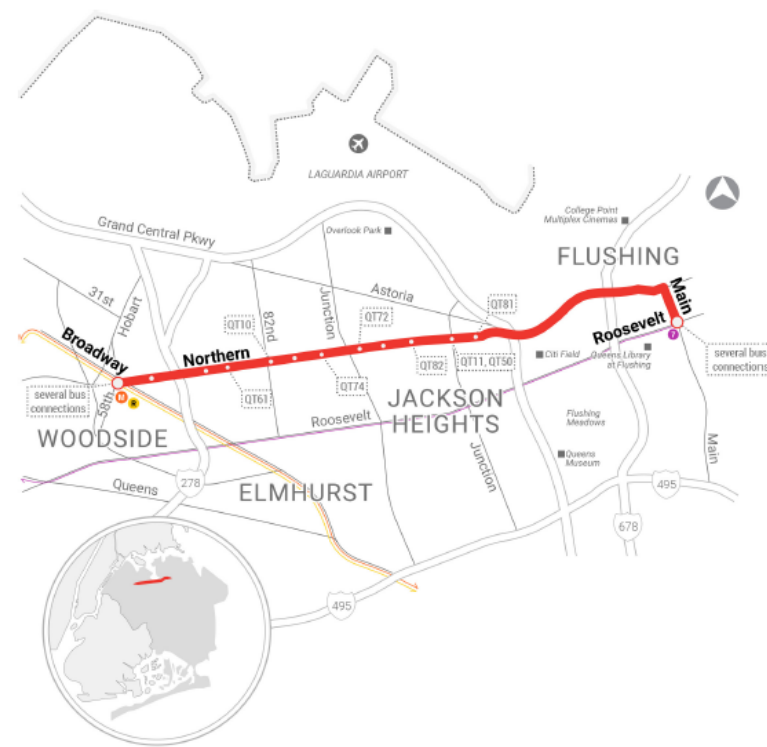 LAGUARDIA AIRPORT
College Point
Multiplex Cinemas
Grand Central Pkwy
Overlook Park
FLUSHING
31st
Hobart
Astoria
Main
QT81
Junction
QT72
82nd
QT10
Broadway
Northern
Roosevelt
QT82
QT11, QT50
Citi Field
Queens Library
at Flushing
several bus
connections
QT61
QT74
several bus
connections
58th
M
R
7
JACKSON
HEIGHTS
Roosevelt
Flushing
Meadows
WOODSIDE
Junction
Queens
Museum
Main
278
Queens
ELMHURST
495
678
495